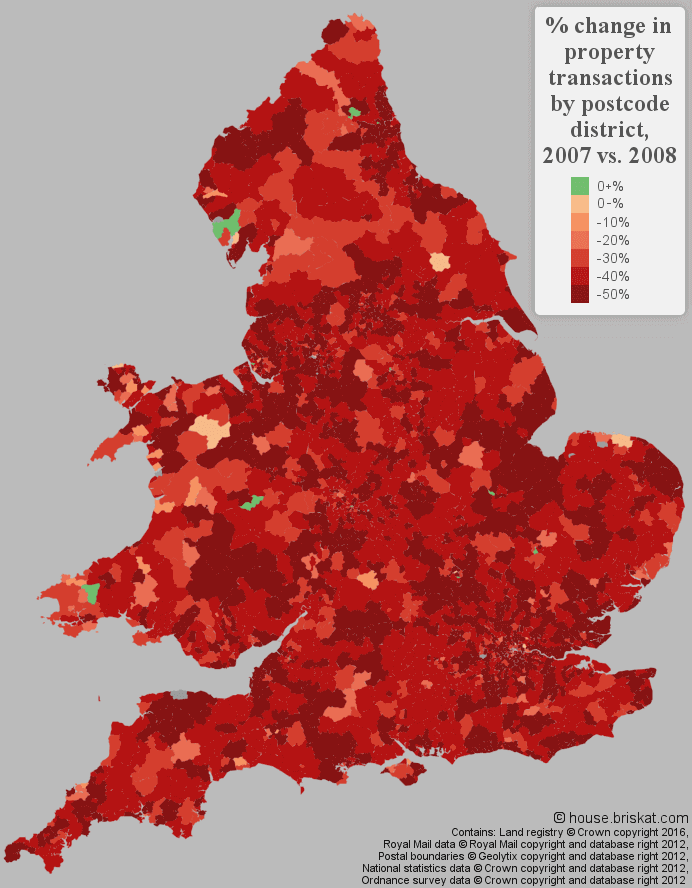 % change in
property
transactions
by postcode
district,
2007 vs. 2008
0+%
0-%
-10%
-20%
-30%
-40%
-50%
© house.briskat.com
Contains: Land registry © Crown copyright 2016,
Royal Mail data © Royal Mail copyright and database right 2012,
Postal boundaries © Geolytix copyright and database right 2012,
National statistics data © Crown copyright and database right 2012,
Ordnance survey data © Crown copyright and database right 2012